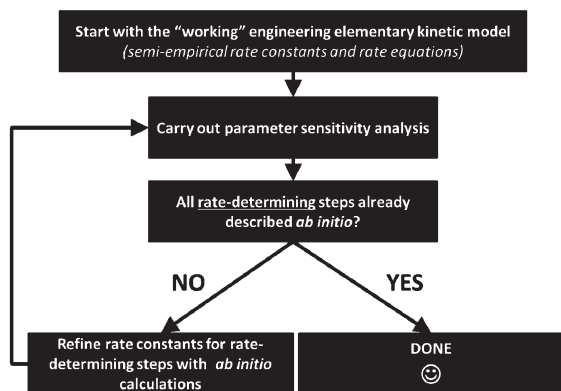 Start with the “working” engineering elementary kinetic model
(semi-empirical rate constants and rate equations)
Carry out parameter sensitivity analysis
All rate-determining steps already
described ab initio?
NO
YES
Refine rate constants for rate-
determining steps with ab initio
calculations
DONE